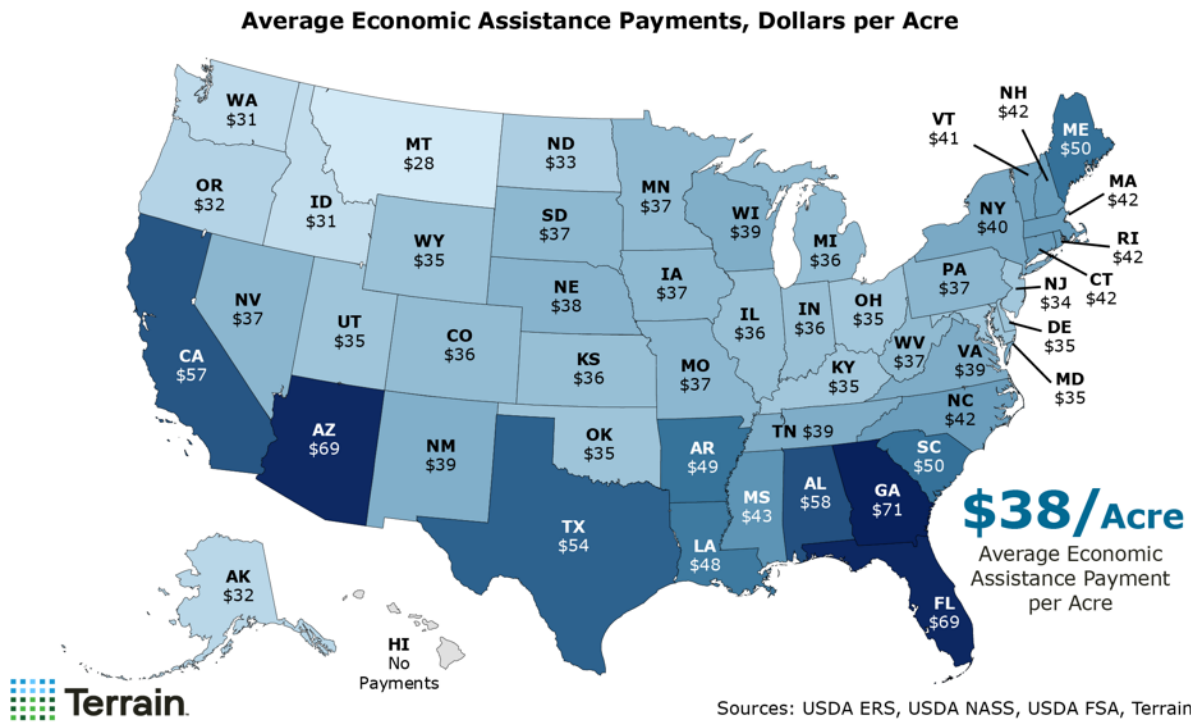 Average Economic Assistance Payments, Dollars per Acre
WA
$31
MT
$28
ND
$33
OR
$32
ID
$31
WY
$35
SD
$37
MN
$37
WI
$39
MI
$36
NY
$40
VT
$41
NH
$42
ME
$50
MA
$42
RI
$42
CT
$42
NJ
$34
DE
$35
MD
$35
PA
$37
CA
$57
NV
$37
UT
$35
CO
$36
NE
$38
IA
$37
KS
$36
MO
$37
IL
$36
IN
$36
OH
$35
WV
$37
VA
$39
KY
$35
NC
$42
TN $39
AZ
$69
NM
$39
OK
$35
AR
$49
SC
$50
MS
$43
AL
$58
GA
$71
TX
$54
LA
$48
FL
$69
AK
$32
HI
No
Payments
$38/Acre
Average Economic
Assistance Payment
per Acre
Terrain
Sources: USDA ERS, USDA NASS, USDA FSA, Terrain